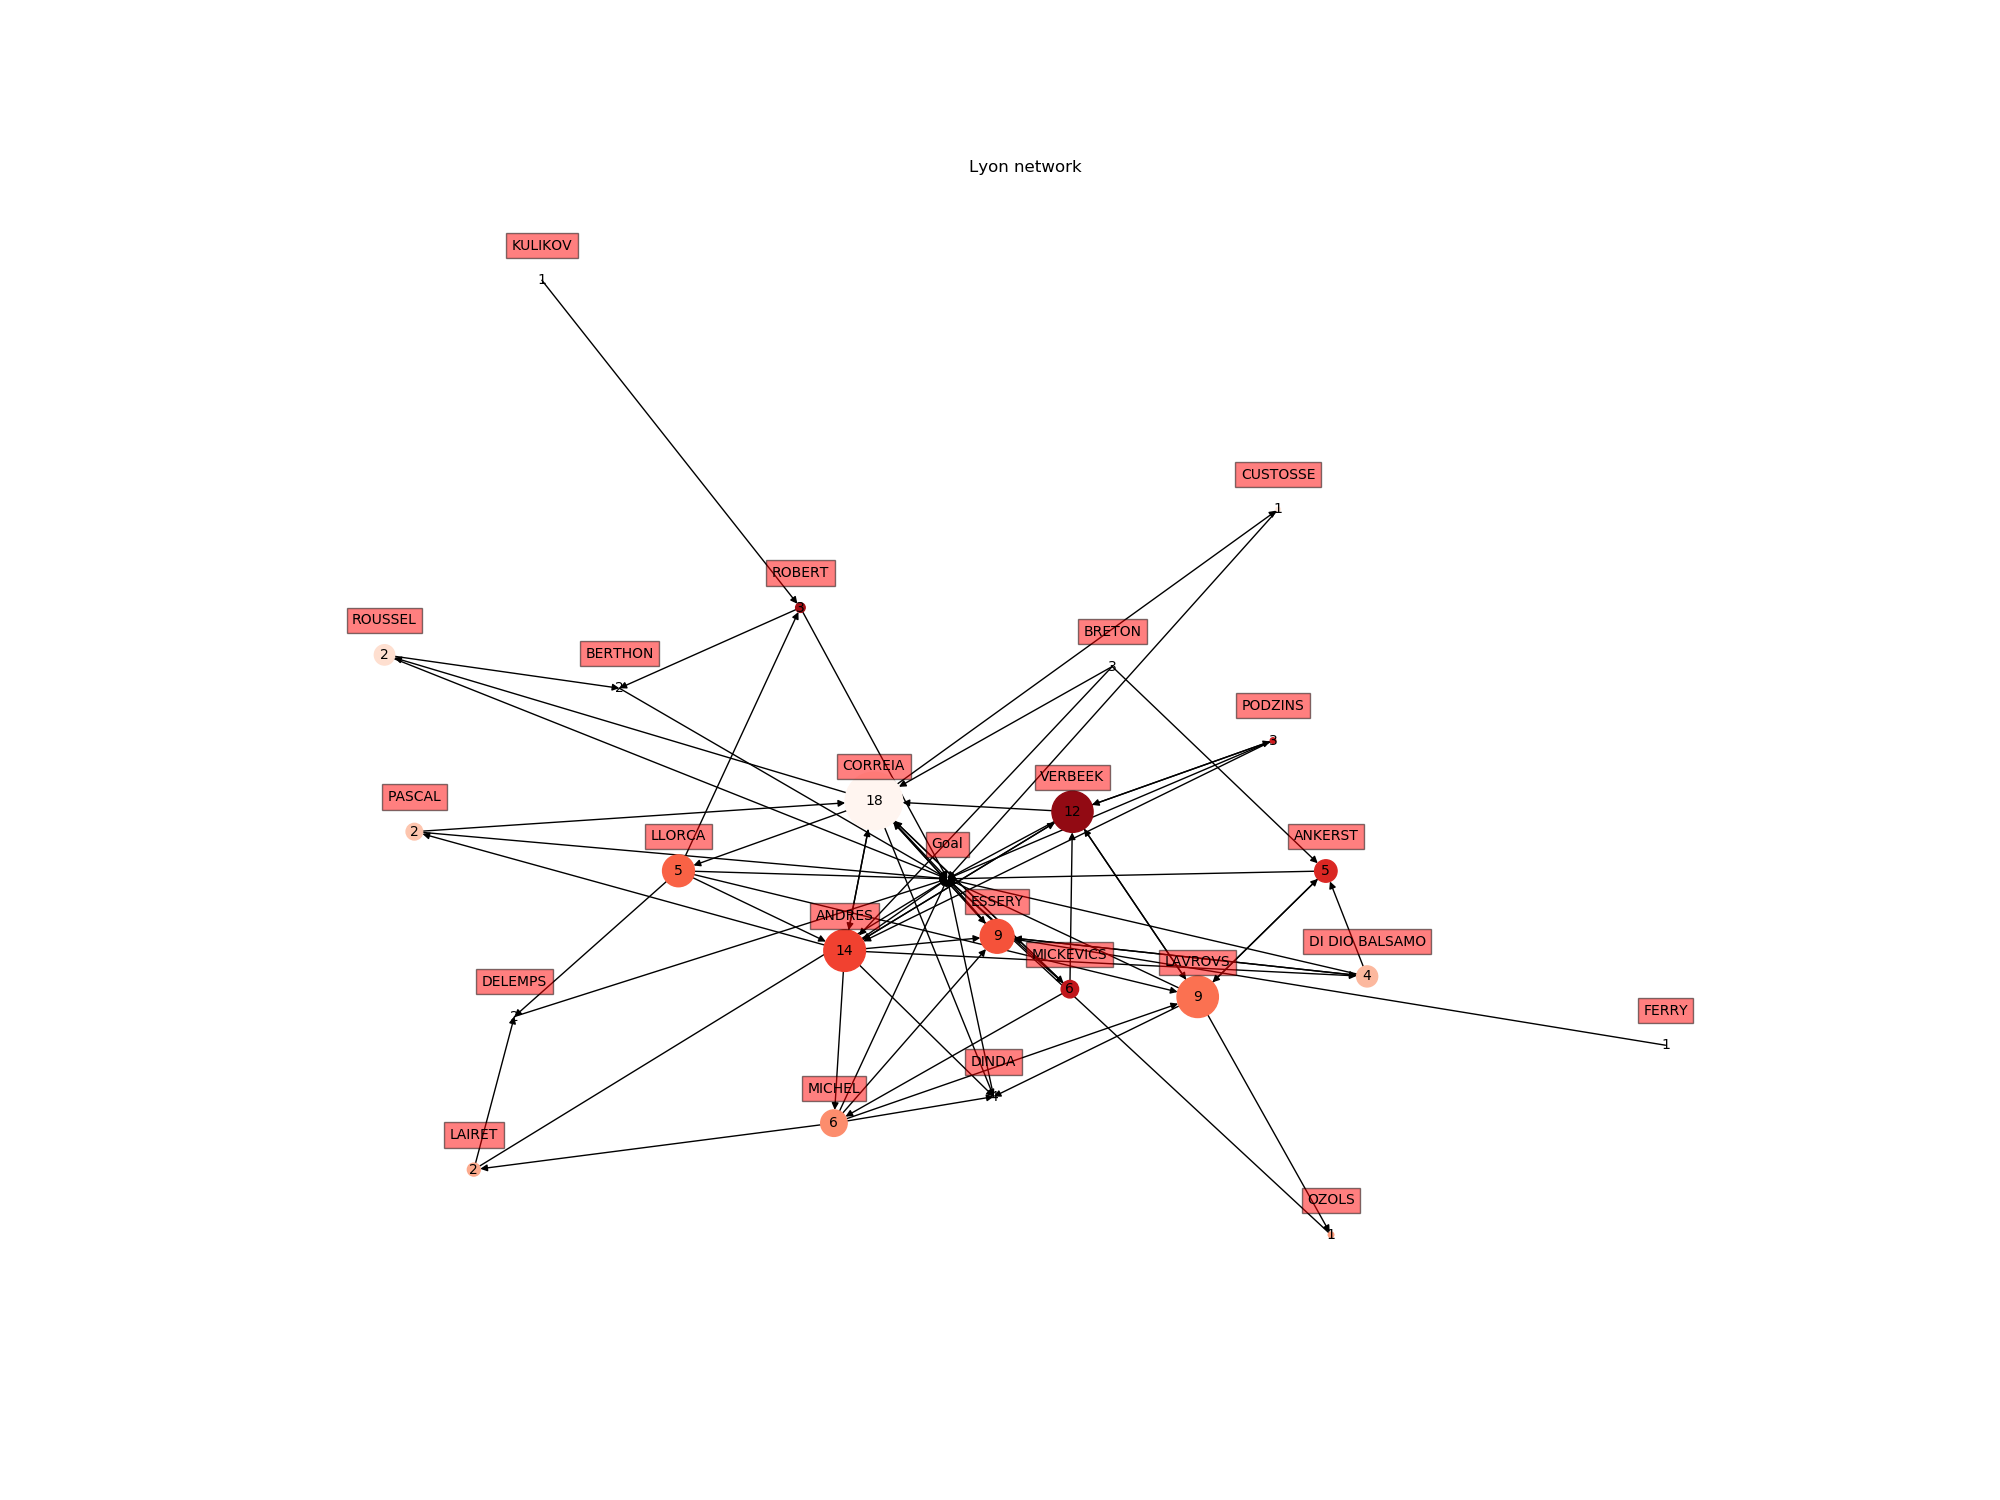 Lyon network
KULIKOV
1
CUSTOSSE
1
ROBERT
3
ROUSSEL
2
BERTHON
2
BRETON
3
PODZINS
3
CORREIA
18
VERBEEK
12
PASCAL
2
LLORCA
5
Goal
ANKERST
5
ESSERY
9
ANDRES
14
MICKEVICS
6
LAVROVS
9
DI DIO BALSAMO
4
DELEMPS
2
FERRY
1
DINDA
4
MICHEL
6
LAIRET
2
OZOLS
1